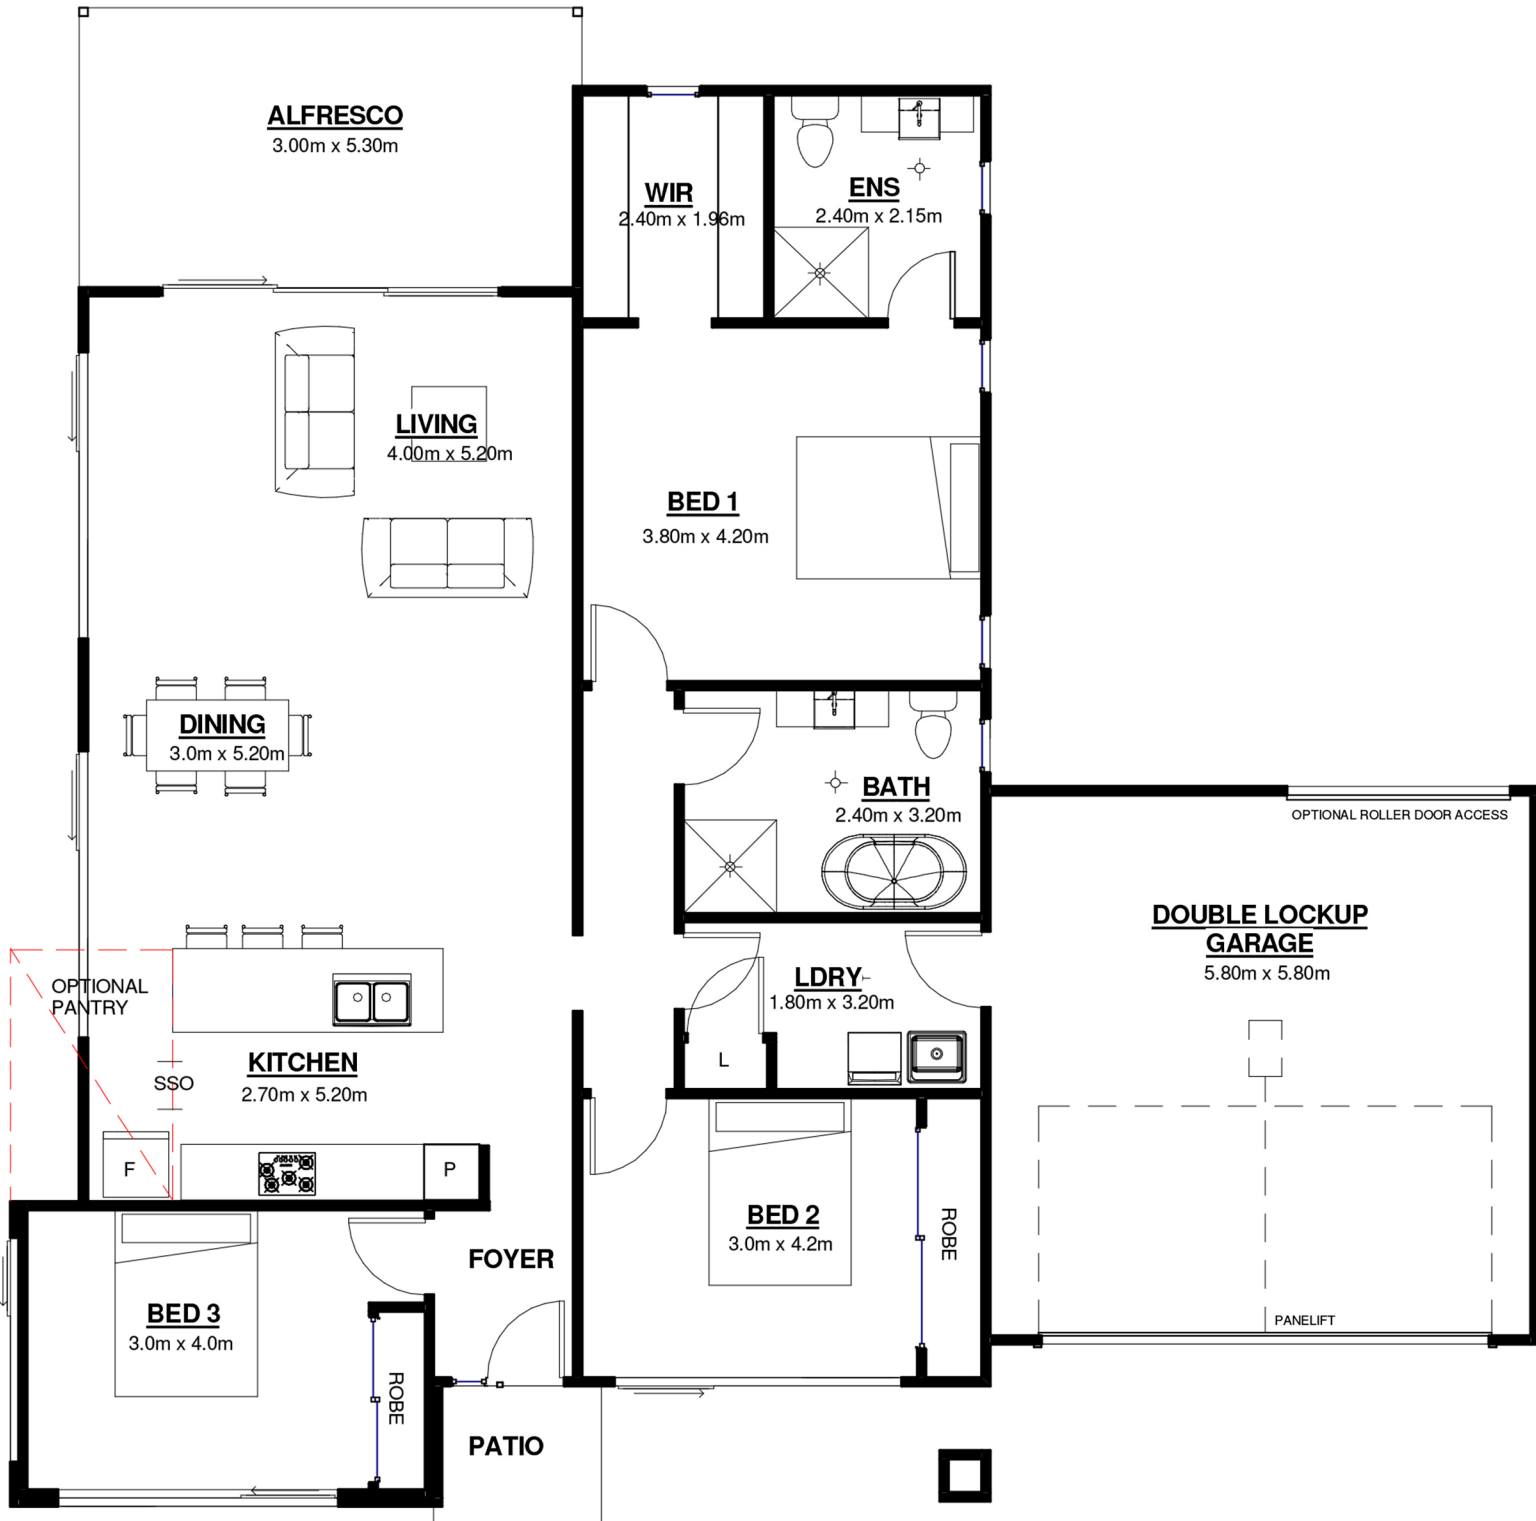 ALFRESCO
3.00m x 5.30m
WIR
2.40m x 1.96m
ENS
2.40m x 2.15m
LIVING
4.00m x 5.20m
BED 1
3.80m x 4.20m
DINING
3.0m x 5.20m
BATH
2.40m x 3.20m
OPTIONAL ROLLER DOOR ACCESS
DOUBLE LOCKUP
GARAGE
5.80m x 5.80m
OPTIONAL
PANTRY
LDRY
1.80m x 3.20m
KITCHEN
2.70m x 5.20m
SSO
L
F
P
BED 2
3.0m x 4.2m
ROBE
FOYER
BED 3
3.0m x 4.0m
PANELIFT
ROBE
PATIO